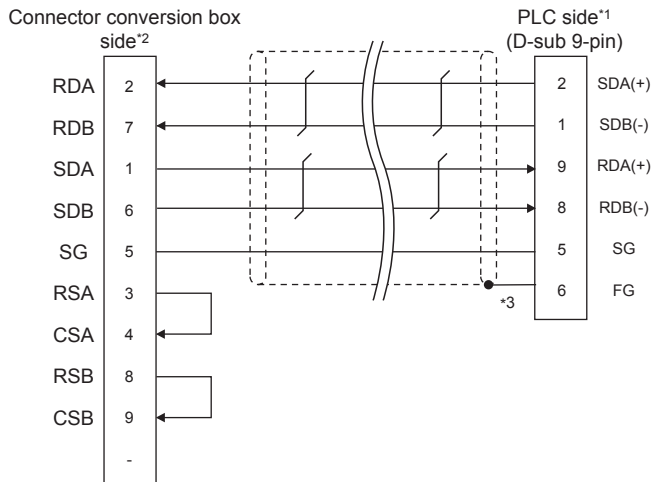 Connector conversion box
side*2
PLC side*1
(D-sub 9-pin)
RDA 2 2 SDA(+)
RDB 7 1 SDB(-)
SDA 1 9 RDA(+)
SDB 6 8 RDB(-)
SG 5 5 SG
RSA 3 *3 6 FG
CSA 4
RSB 8
CSB 9
-